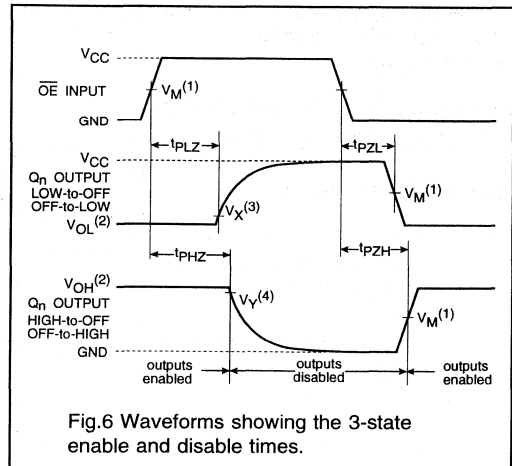 VCC
OE INPUT
VM(1)
GND
tPLZ
tPZL
VCC
Qn OUTPUT
LOW-to-OFF
OFF-to-LOW
VM(1)
VOL(2)
VX(3)
tPHZ
tPZH
VOH(2)
Qn OUTPUT
VY(4)
HIGH-to-OFF
VM(1)
OFF-to-HIGH
GND
outputs
enabled
outputs
disabled
outputs
enabled
Fig.6 Waveforms showing the 3-state
enable and disable times.